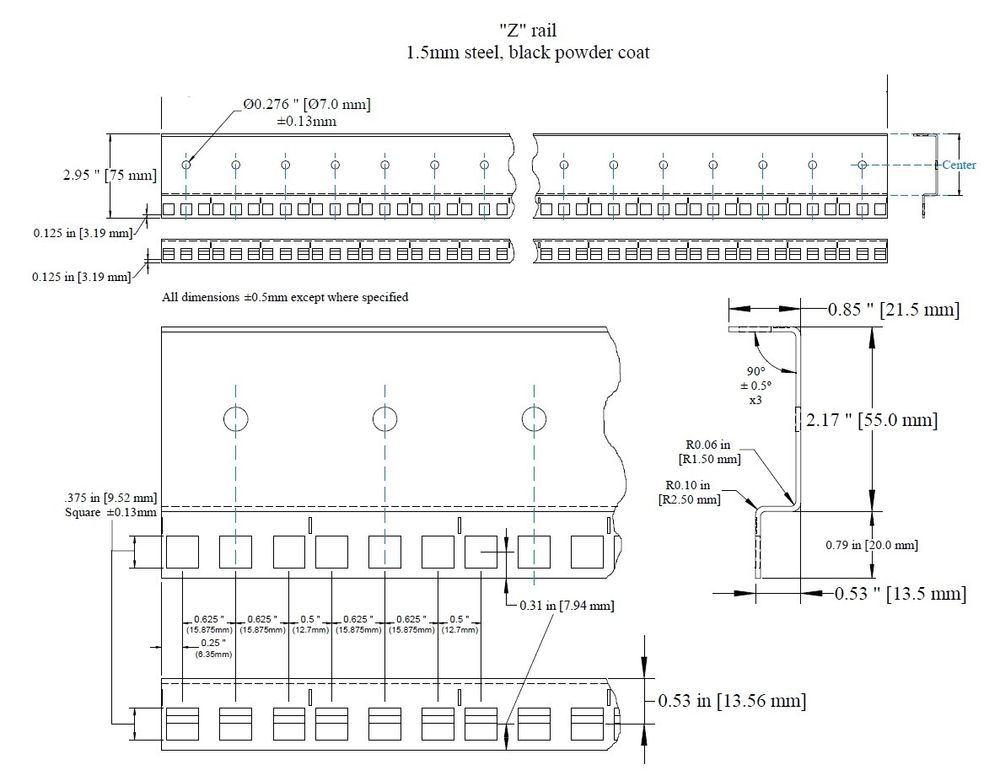 "Z" rail
1.5mm steel, black powder coat
Ø0.276 " [Ø7.0 mm]
±0.13mm
2.95 " [75 mm]
Center
0.125 in [3.19 mm]
0.125 in [3.19 mm]
All dimensions ±0.5mm except where specified
0.85 " [21.5 mm]
90°
± 0.5°
x3
2.17 " [55.0 mm]
R0.06 in
[R1.50 mm]
R0.10 in
[R2.50 mm]
.375 in [9.52 mm]
Square ±0.13mm
0.79 in [20.0 mm]
0.53 " [13.5 mm]
0.31 in [7.94 mm]
0.625 "
(15.875mm)
0.625 "
(15.875mm)
0.5 "
(12.7mm)
0.625 "
(15.875mm)
0.625 "
(15.875mm)
0.5 "
(12.7mm)
0.25 "
(6.35mm)
0.53 in [13.56 mm]